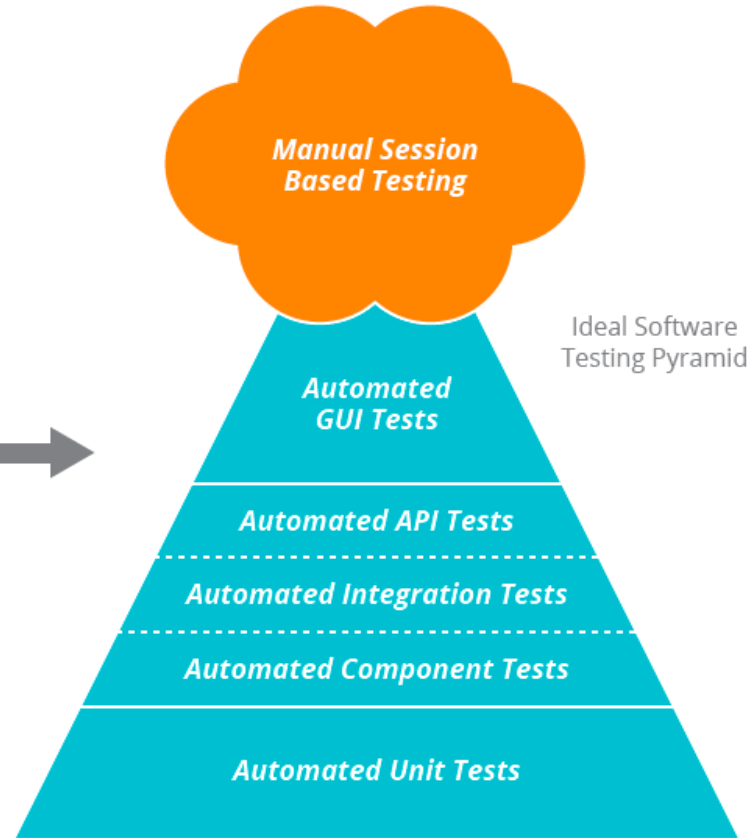 Manual Session
Based Testing
Ideal Software
Testing Pyramid
Automated
GUI Tests
Automated API Tests
Automated Integration Tests
Automated Component Tests
Automated Unit Tests